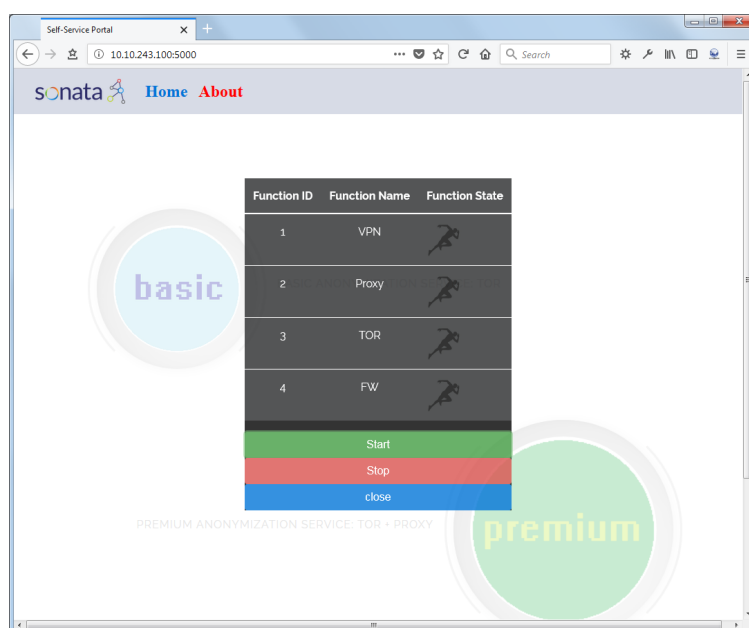 Self-Service Portal
10.10.243.100:5000
Search
sonata Home About
Function ID Function Name Function State
1 VPN
basic
2 Proxy
3 TOR
4 FW
Start
Stop
close
PREMIUM ANONYMIZATION SERVICE: TOR + PROXY
premium